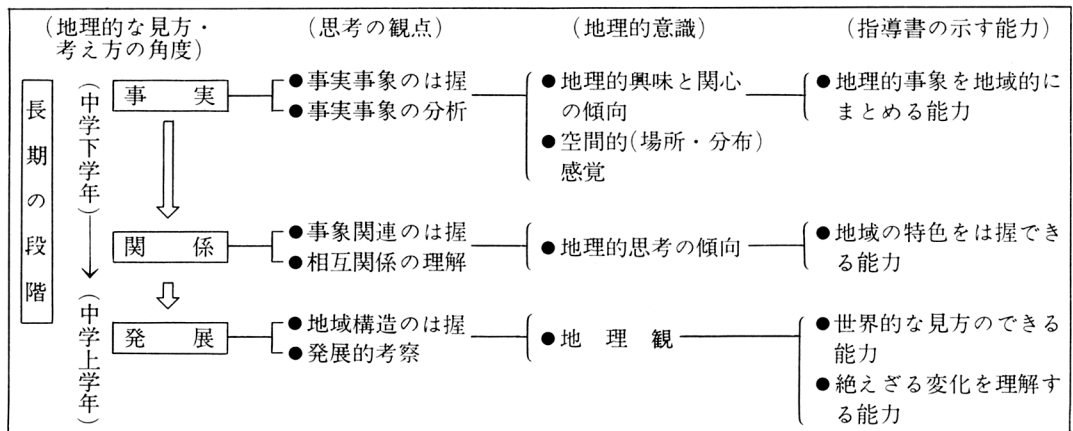 (地理的な見方・
考え方の角度)
(思考の観点)
(地理的意識)
(指導書の示す能力)
長期の段階
(中学下学年)
(中学上学年)
事実
●事実事象のは握
●事実事象の分析
●地理的興味と関心
の傾向
●空間的(場所・分布)
感覚
●地理的事象を地域的に
まとめる能力
関係
●事象関連のは握
●相互関係の理解
●地理的思考の傾向
●地域の特色をは握でき
る能力
発展
●地域構造のは握
●発展的考察
●地理観
●世界的な見方のできる
能力
●絶えざる変化を理解す
る能力